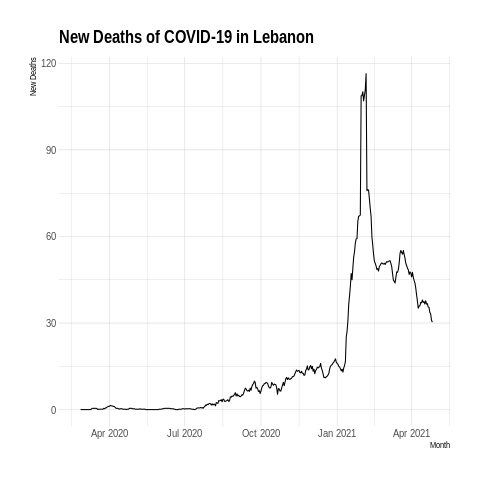 New Deaths of COVID-19 in Lebanon
New Deaths
120
90
60
30
0
Apr 2020 Jul 2020 Oct 2020 Jan 2021 Apr 2021
Month